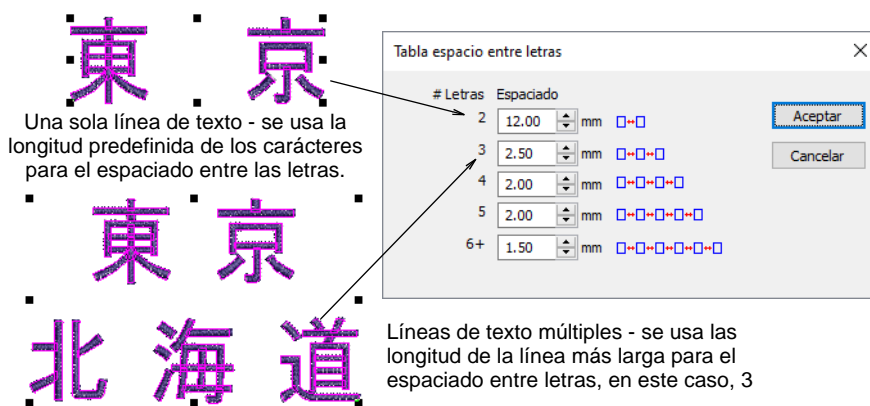 東 京
Una sola línea de texto - se usa la
longitud predefinida de los carácteres
para el espaciado entre las letras.
東 京
北 海 道
Tabla espacio entre letras
# Letras Espaciado
2 12.00 mm
3 2.50 mm
4 2.00 mm
5 2.00 mm
6+ 1.50 mm
Aceptar
Cancelar
Líneas de texto múltiples - se usa las
longitud de la línea más larga para el
espaciado entre letras, en este caso, 3